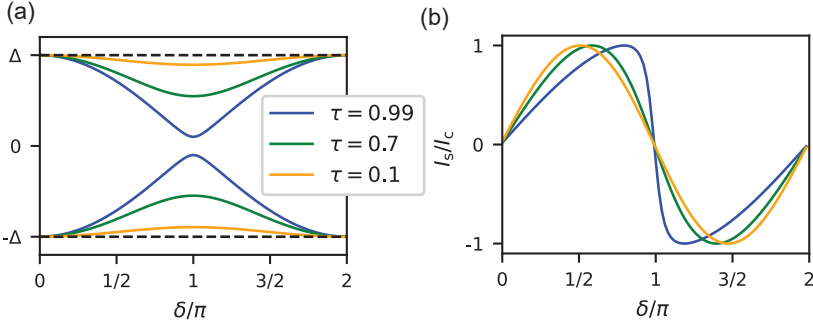 (a)
Δ
0
-Δ
0
1/2
1
3/2
2
δ/π
τ = 0.99
τ = 0.7
τ = 0.1
(b)
1
0
-1
I_s/I_c
0
1/2
1
3/2
2
δ/π